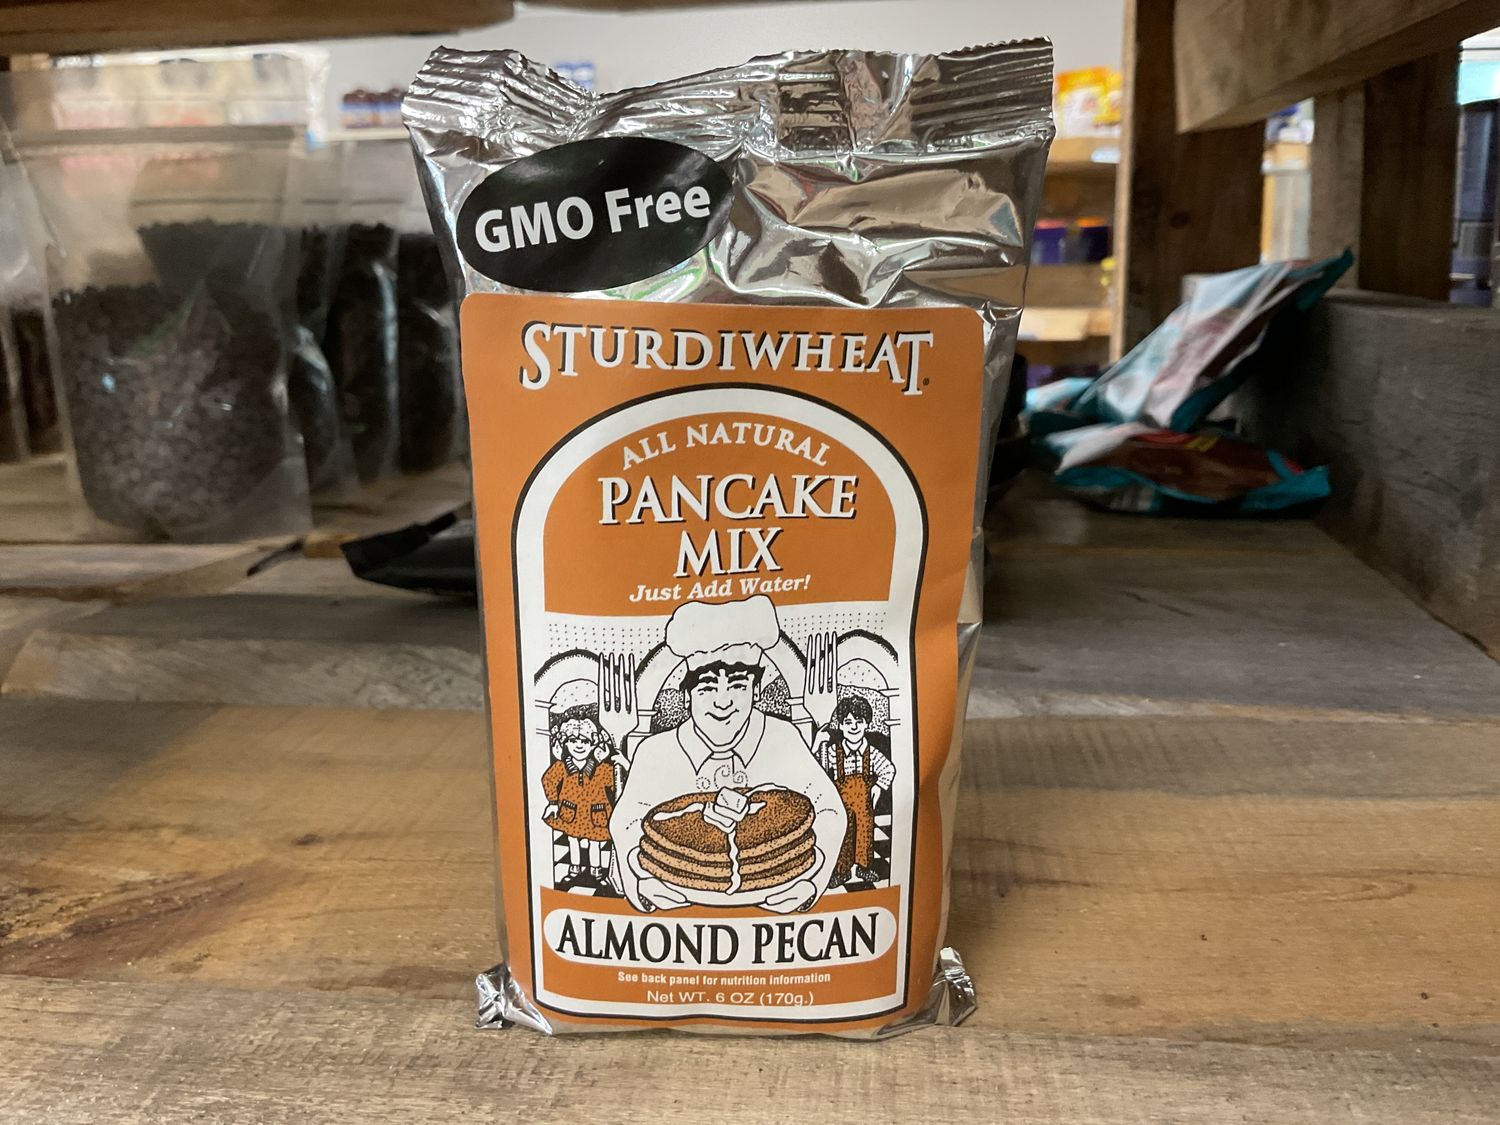 GMO Free
STURDIWHEAT®
ALL NATURAL
PANCAKE
MIX
Just Add Water!
ALMOND PECAN
See back panel for nutrition information
Net WT. 6 OZ (170g.)